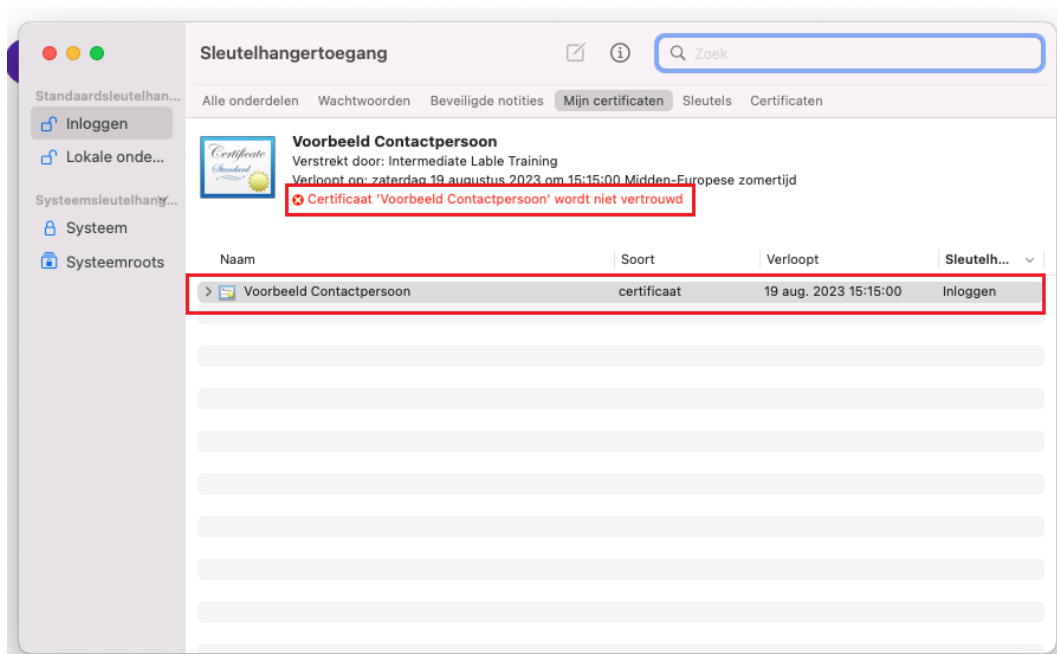 Sleutelhangertoegang
Zoek
Standaardsleutelhan...
Inloggen
Lokale onde...
Systeemsleutelhang...
Systeem
Systeemroots
Alle onderdelen Wachtwoorden Beveiligde notities Mijn certificaten Sleutels Certificaten
Certificate
Standard
Voorbeeld Contactpersoon
Verstrekt door: Intermediate Lable Training
Verloopt op: zaterdag 19 augustus 2023 om 15:15:00 Midden-Europese zomertijd
Certificaat 'Voorbeeld Contactpersoon' wordt niet vertrouwd
Naam Soort Verloopt Sleutelh...
Voorbeeld Contactpersoon certificaat 19 aug. 2023 15:15:00 Inloggen